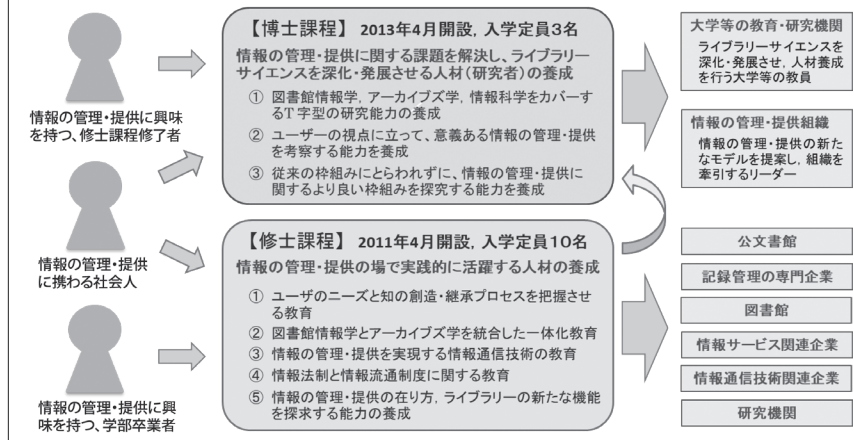 情報の管理・提供に興味
を持つ、修士課程修了者
情報の管理・提供
に携わる社会人
情報の管理・提供に興
味を持つ、学部卒業者
【博士課程】 2013年4月開設，入学定員3名
情報の管理・提供に関する課題を解決し、ライブラリー
サイエンスを深化・発展させる人材（研究者）の養成
① 図書館情報学，アーカイブズ学，情報科学をカバーす
るT字型の研究能力の養成
② ユーザーの視点に立って、意義ある情報の管理・提供
を考察する能力を養成
③ 従来の枠組みにとらわれずに、情報の管理・提供に
関するより良い枠組みを探究する能力を養成
【修士課程】 2011年4月開設，入学定員10名
情報の管理・提供の場で実践的に活躍する人材の養成
① ユーザのニーズと知の創造・継承プロセスを把握させ
る教育
② 図書館情報学とアーカイブズ学を統合した一体化教育
③ 情報の管理・提供を実現する情報通信技術の教育
④ 情報法制と情報流通制度に関する教育
⑤ 情報の管理・提供の在り方，ライブラリーの新たな機能
を探求する能力の養成
大学等の教育・研究機関
ライブラリーサイエンスを
深化・発展させ，人材養成
を行う大学等の教員
情報の管理・提供組織
情報の管理・提供の新た
なモデルを提案し，組織を
牽引するリーダー
公文書館
記録管理の専門企業
図書館
情報サービス関連企業
情報通信技術関連企業
研究機関